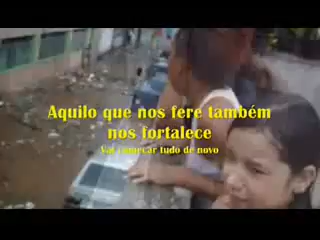 Aquilo que nos fere também
nos fortalece
Vai começar tudo de novo